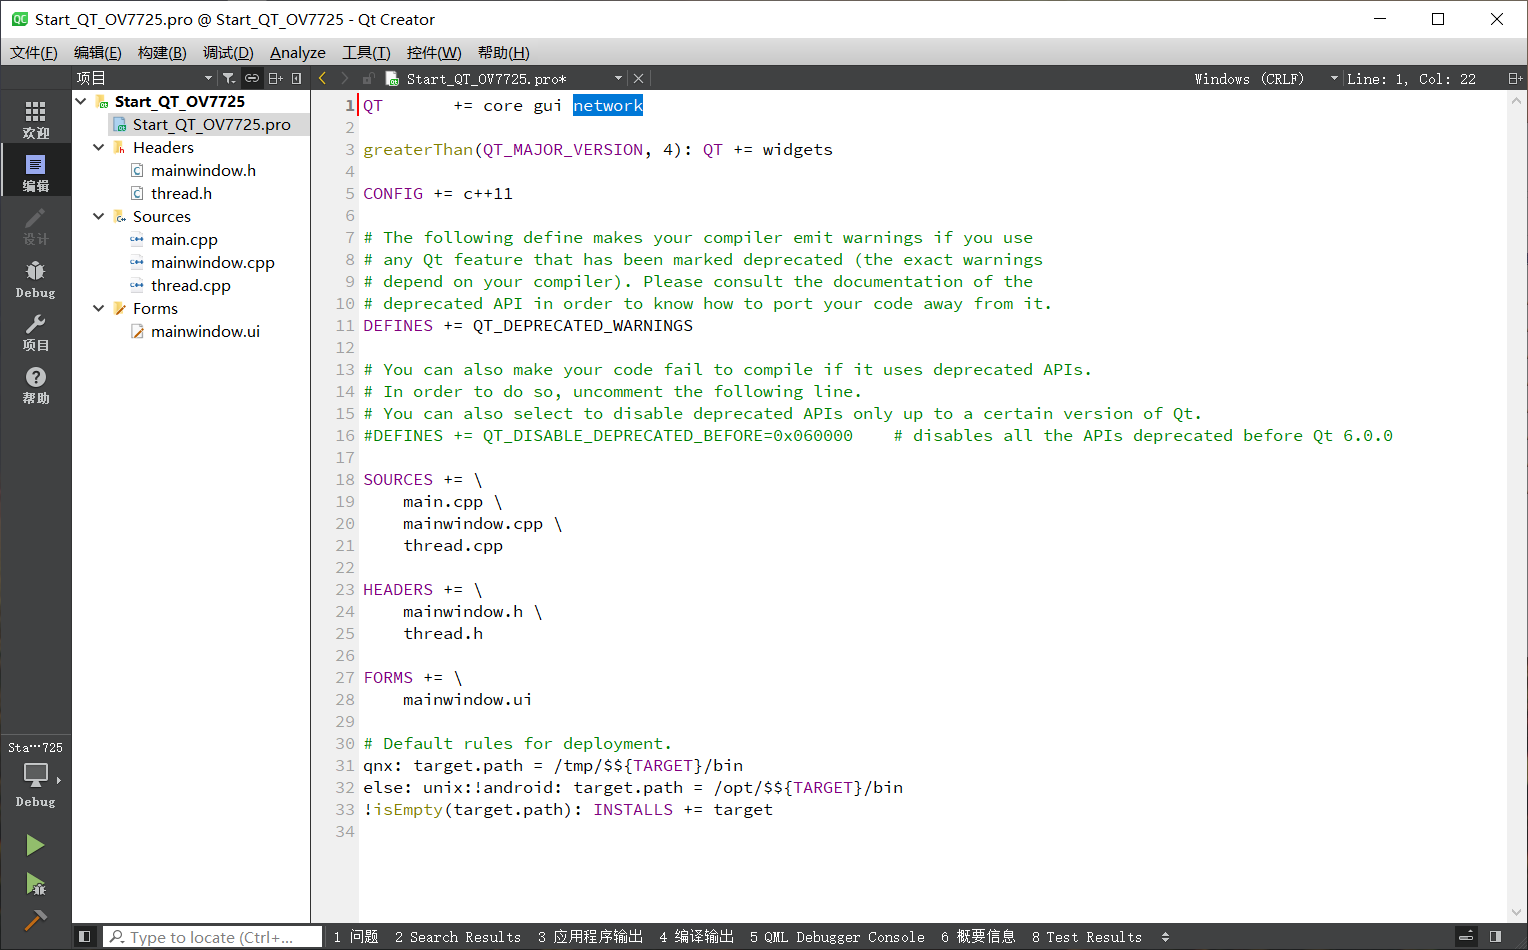 Start_QT_OV7725.pro @ Start_QT_OV7725 - Qt Creator
文件(F) 编辑(E) 构建(B) 调试(D) Analyze 工具(T) 控件(W) 帮助(H)
项目 Start_QT_OV7725.pro* Windows (CRLF) Line: 1, Col: 22
欢迎
编辑
设计
Debug
项目
帮助
Sta···725
Debug
Start_QT_OV7725
Start_QT_OV7725.pro
Headers
mainwindow.h
thread.h
Sources
main.cpp
mainwindow.cpp
thread.cpp
Forms
mainwindow.ui
1 QT       += core gui network
2
3 greaterThan(QT_MAJOR_VERSION, 4): QT += widgets
4
5 CONFIG += c++11
6
7 # The following define makes your compiler emit warnings if you use
8 # any Qt feature that has been marked deprecated (the exact warnings
9 # depend on your compiler). Please consult the documentation of the
10 # deprecated API in order to know how to port your code away from it.
11 DEFINES += QT_DEPRECATED_WARNINGS
12
13 # You can also make your code fail to compile if it uses deprecated APIs.
14 # In order to do so, uncomment the following line.
15 # You can also select to disable deprecated APIs only up to a certain version of Qt.
16 #DEFINES += QT_DISABLE_DEPRECATED_BEFORE=0x060000    # disables all the APIs deprecated before Qt 6.0.0
17
18 SOURCES += \
19     main.cpp \
20     mainwindow.cpp \
21     thread.cpp
22
23 HEADERS += \
24     mainwindow.h \
25     thread.h
26
27 FORMS += \
28     mainwindow.ui
29
30 # Default rules for deployment.
31 qnx: target.path = /tmp/$${TARGET}/bin
32 else: unix:!android: target.path = /opt/$${TARGET}/bin
33 !isEmpty(target.path): INSTALLS += target
34
Type to locate (Ctrl+... 1 问题 2 Search Results 3 应用程序输出 4 编译输出 5 QML Debugger Console 6 概要信息 8 Test Results